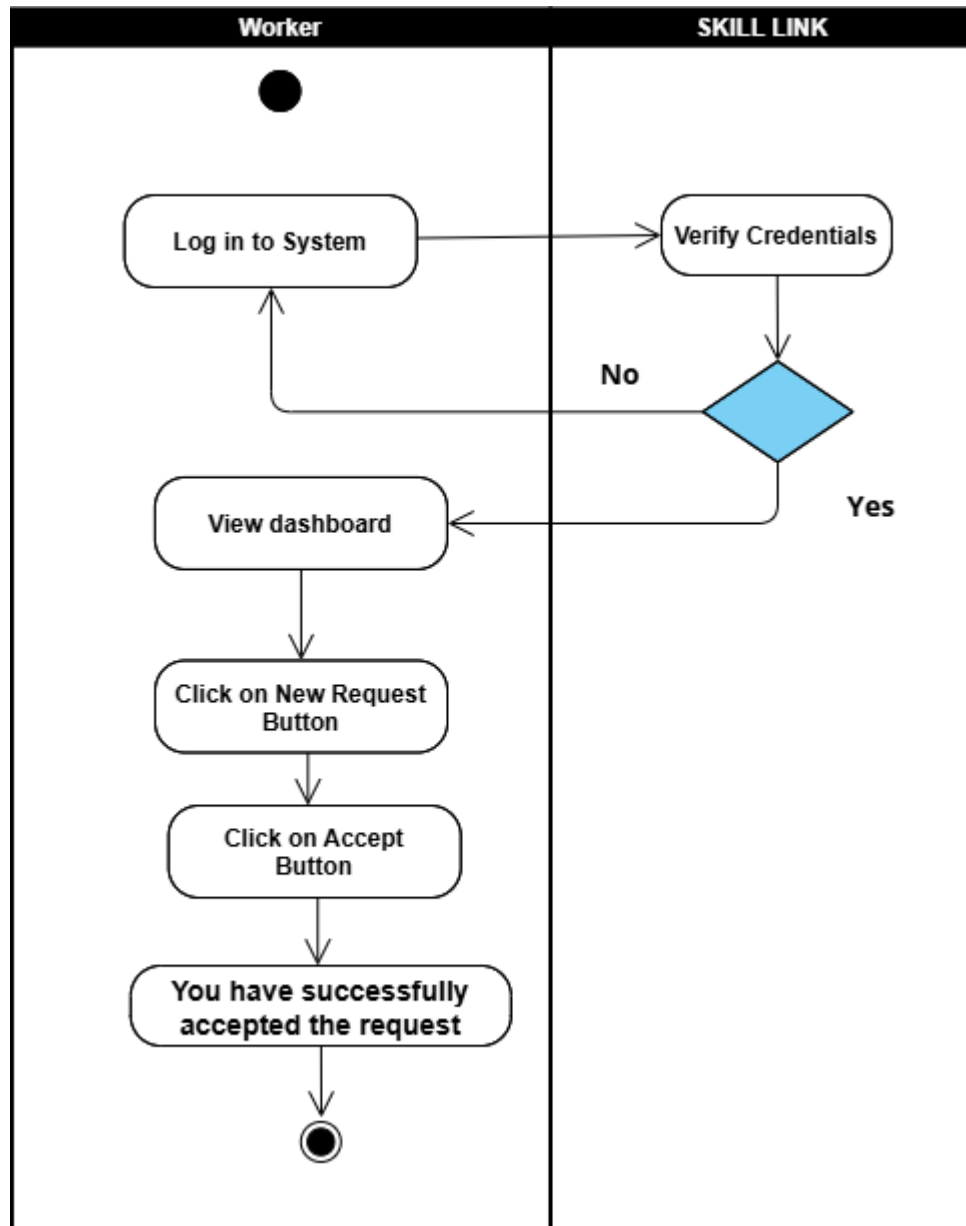 Worker
SKILL LINK
Log in to System
Verify Credentials
No
Yes
View dashboard
Click on New Request
Button
Click on Accept
Button
You have successfully
accepted the request